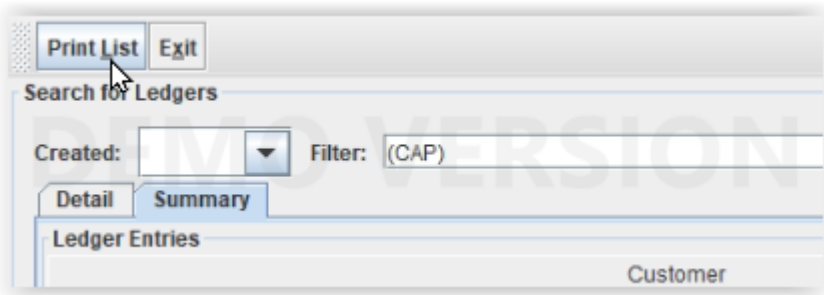 Print List Exit
Search for Ledgers
DEMO VERSION
Created: Filter: (CAP)
Detail Summary
Ledger Entries
Customer